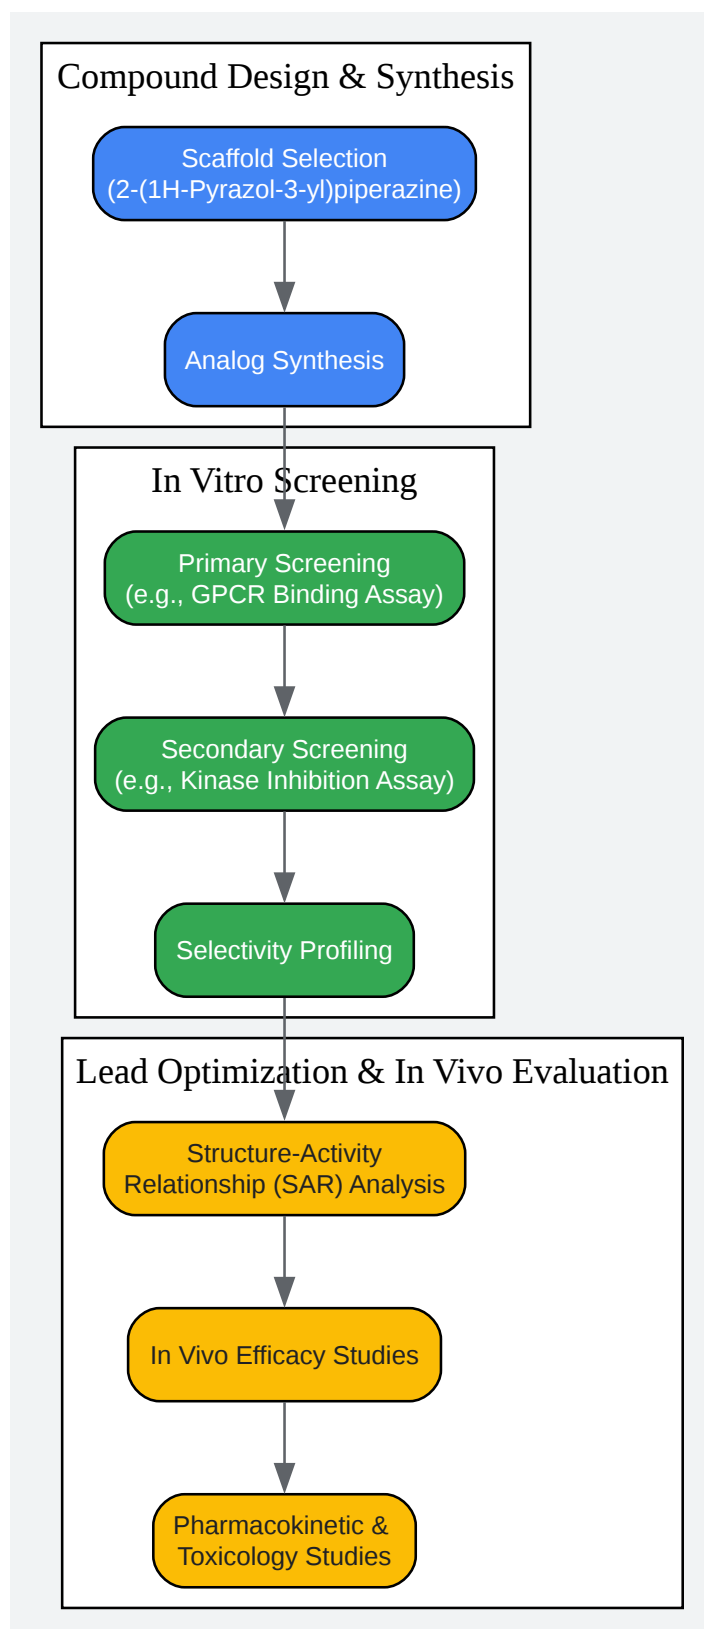 Compound Design & Synthesis
Scaffold Selection
(2-(1H-Pyrazol-3-yl)piperazine)
Analog Synthesis
In Vitro Screening
Primary Screening
(e.g., GPCR Binding Assay)
Secondary Screening
(e.g., Kinase Inhibition Assay)
Selectivity Profiling
Lead Optimization & In Vivo Evaluation
Structure-Activity
Relationship (SAR) Analysis
In Vivo Efficacy Studies
Pharmacokinetic &
Toxicology Studies